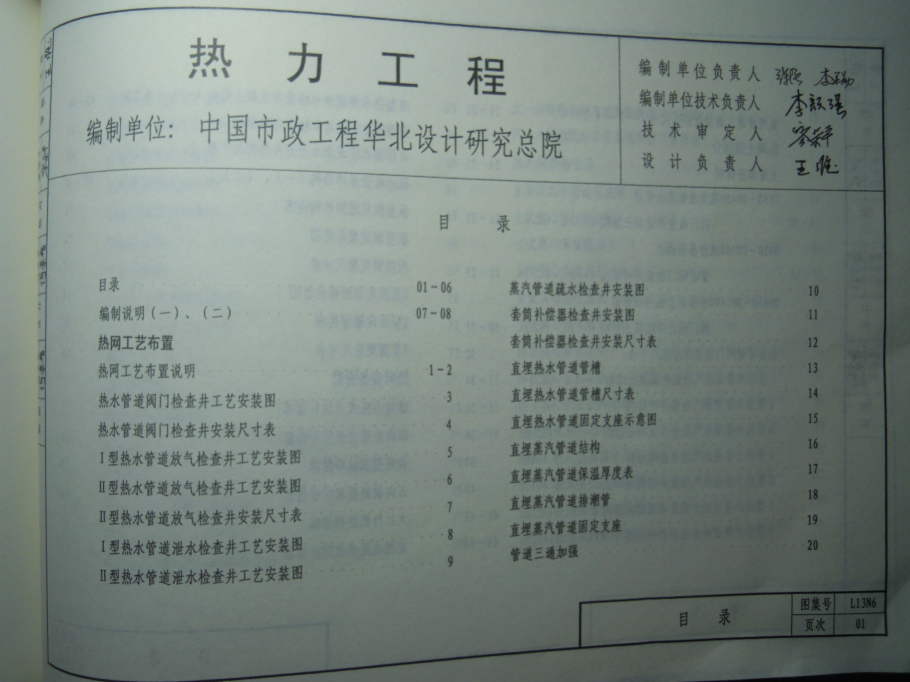 热力工程
编制单位：中国市政工程华北设计研究总院
编制单位负责人
编制单位技术负责人
技术审定人
设计负责人 王
目 录
目录 01~06
编制说明(一)、(二) 07~08
热网工艺布置
热网工艺布置说明 1~2
热水管道阀门检查井工艺安装图 3
热水管道阀门检查井安装尺寸表 4
Ⅰ型热水管道放气检查井工艺安装图 5
Ⅱ型热水管道放气检查井工艺安装图 6
Ⅱ型热水管道放气检查井安装尺寸表 7
Ⅰ型热水管道泄水检查井工艺安装图 8
Ⅱ型热水管道泄水检查井工艺安装图 9
蒸汽管道疏水检查井安装图 10
套筒补偿器检查井安装图 11
套筒补偿器检查井安装尺寸表 12
直埋热水管道管槽 13
直埋热水管道管槽尺寸表 14
直埋热水管道固定支座示意图 15
直埋蒸汽管道结构 16
直埋蒸汽管道保温厚度表 17
直埋蒸汽管道排潮管 18
直埋蒸汽管道固定支座 19
管道三通加强 20
目 录
图集号 L13N6
页次 01